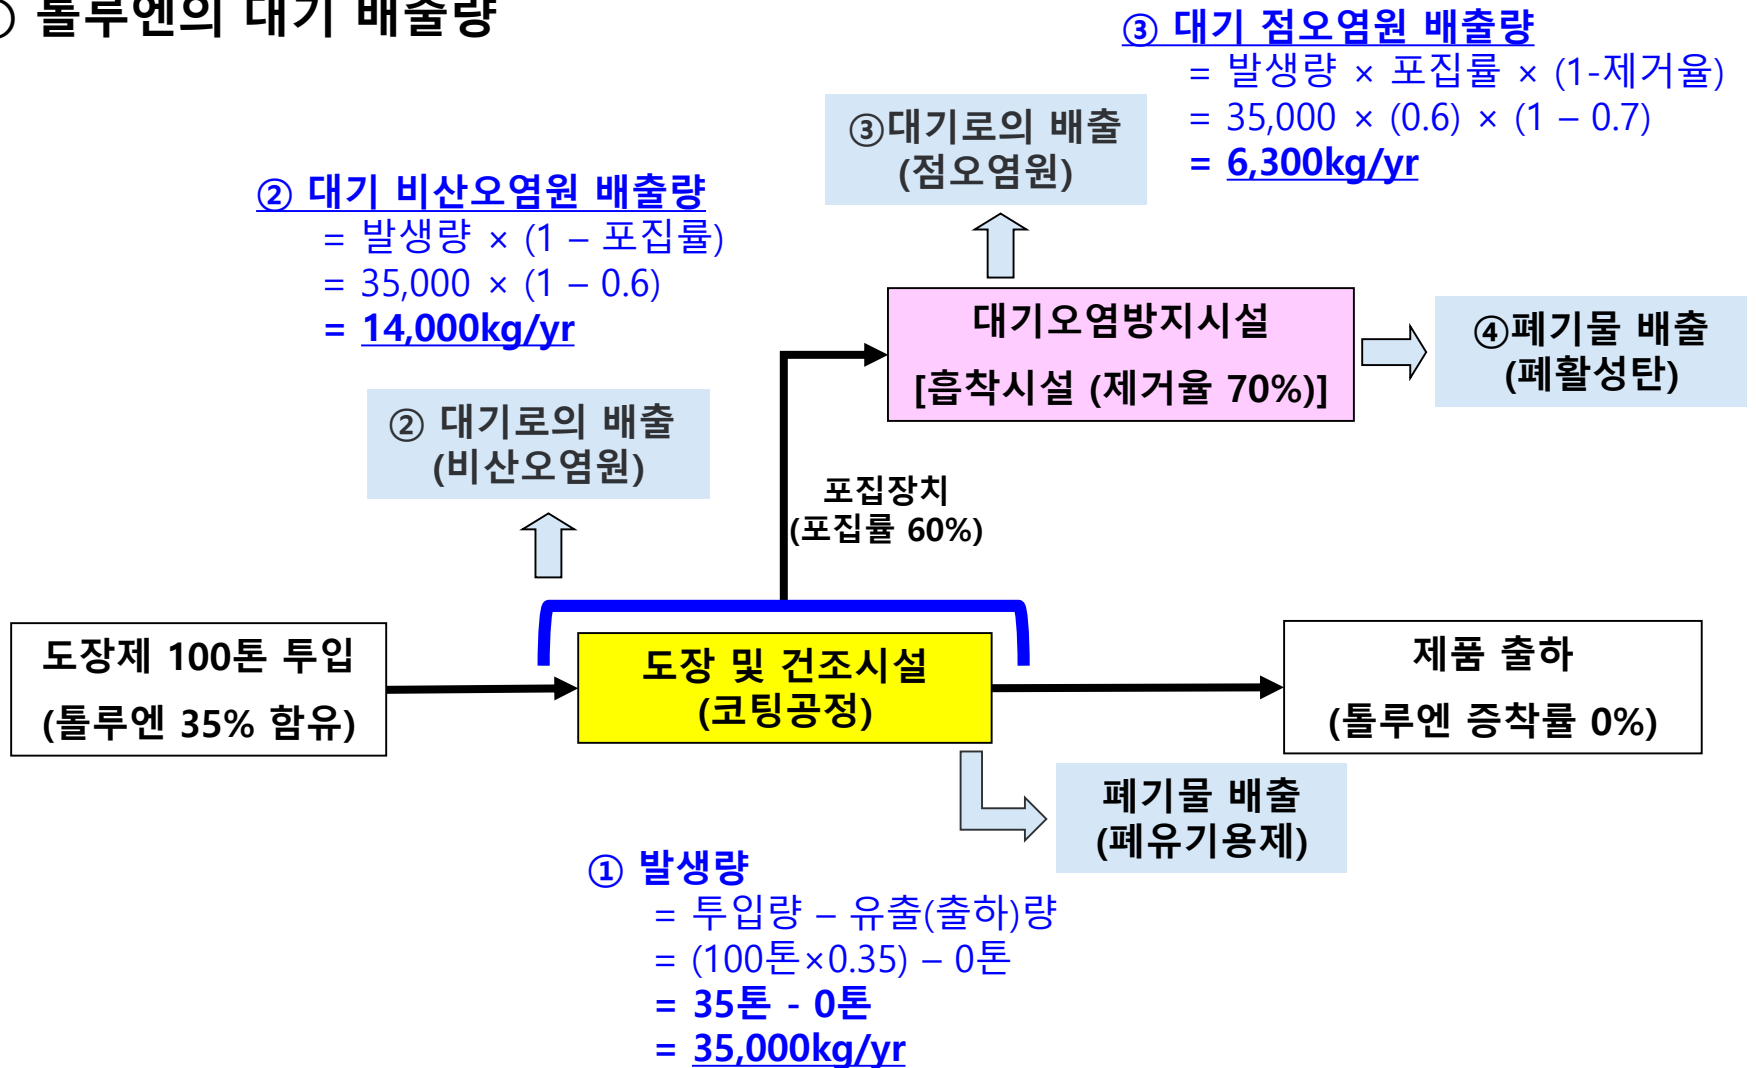 톨루엔의 대기 배출량
③ 대기 점오염원 배출량
= 발생량 × 포집률 × (1-제거율)
= 35,000 × (0.6) × (1 – 0.7)
= 6,300kg/yr
③대기로의 배출
(점오염원)
② 대기 비산오염원 배출량
= 발생량 × (1 – 포집률)
= 35,000 × (1 – 0.6)
= 14,000kg/yr
대기오염방지시설
[흡착시설 (제거율 70%)]
④폐기물 배출
(폐활성탄)
② 대기로의 배출
(비산오염원)
포집장치
(포집률 60%)
도장제 100톤 투입
(톨루엔 35% 함유)
도장 및 건조시설
(코팅공정)
제품 출하
(톨루엔 증착률 0%)
폐기물 배출
(폐유기용제)
① 발생량
= 투입량 – 유출(출하)량
= (100톤×0.35) – 0톤
= 35톤 - 0톤
= 35,000kg/yr